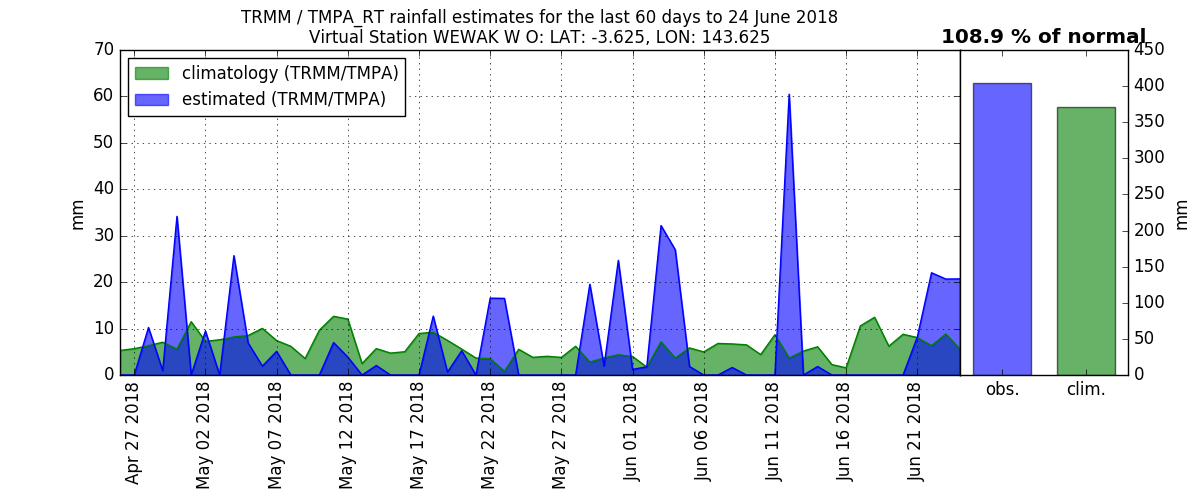 TRMM / TMPA_RT rainfall estimates for the last 60 days to 24 June 2018
Virtual Station WEWAK W O: LAT: -3.625, LON: 143.625
108.9 % of normal
climatology (TRMM/TMPA)
estimated (TRMM/TMPA)
mm
70
60
50
40
30
20
10
0
Apr 27 2018
May 02 2018
May 07 2018
May 12 2018
May 17 2018
May 22 2018
May 27 2018
Jun 01 2018
Jun 06 2018
Jun 11 2018
Jun 16 2018
Jun 21 2018
obs.
clim.
450
400
350
300
250
200
150
100
50
0
mm